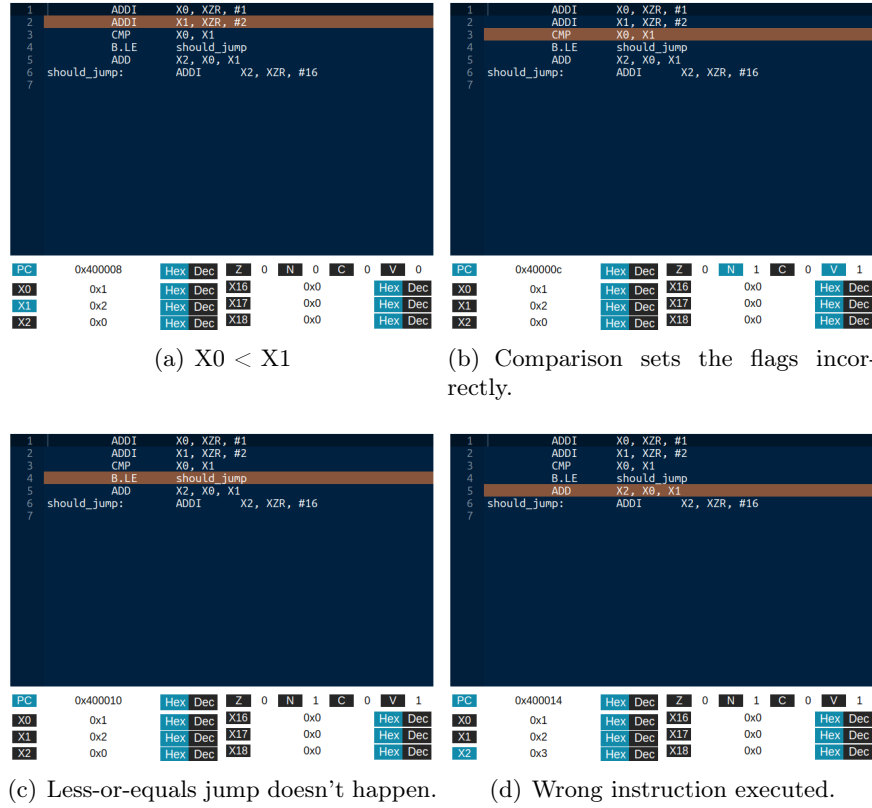 1 ADDI X0, XZR, #1
2 ADDI X1, XZR, #2
3 CMP X0, X1
4 B.LE should_jump
5 ADD X2, X0, X1
6 should_jump: ADDI X2, XZR, #16
7
PC 0x400008 Hex Dec Z 0 N 0 C 0 V 0
X0 0x1 Hex Dec X16 0x0 Hex Dec
X1 0x2 Hex Dec X17 0x0 Hex Dec
X2 0x0 Hex Dec X18 0x0 Hex Dec
(a) X0 < X1
1 ADDI X0, XZR, #1
2 ADDI X1, XZR, #2
3 CMP X0, X1
4 B.LE should_jump
5 ADD X2, X0, X1
6 should_jump: ADDI X2, XZR, #16
7
PC 0x40000c Hex Dec Z 0 N 1 C 0 V 1
X0 0x1 Hex Dec X16 0x0 Hex Dec
X1 0x2 Hex Dec X17 0x0 Hex Dec
X2 0x0 Hex Dec X18 0x0 Hex Dec
(b) Comparison sets the flags incor-
rectly.
1 ADDI X0, XZR, #1
2 ADDI X1, XZR, #2
3 CMP X0, X1
4 B.LE should_jump
5 ADD X2, X0, X1
6 should_jump: ADDI X2, XZR, #16
7
PC 0x400010 Hex Dec Z 0 N 1 C 0 V 1
X0 0x1 Hex Dec X16 0x0 Hex Dec
X1 0x2 Hex Dec X17 0x0 Hex Dec
X2 0x0 Hex Dec X18 0x0 Hex Dec
(c) Less-or-equals jump doesn't happen.
1 ADDI X0, XZR, #1
2 ADDI X1, XZR, #2
3 CMP X0, X1
4 B.LE should_jump
5 ADD X2, X0, X1
6 should_jump: ADDI X2, XZR, #16
7
PC 0x400014 Hex Dec Z 0 N 1 C 0 V 1
X0 0x1 Hex Dec X16 0x0 Hex Dec
X1 0x2 Hex Dec X17 0x0 Hex Dec
X2 0x3 Hex Dec X18 0x0 Hex Dec
(d) Wrong instruction executed.